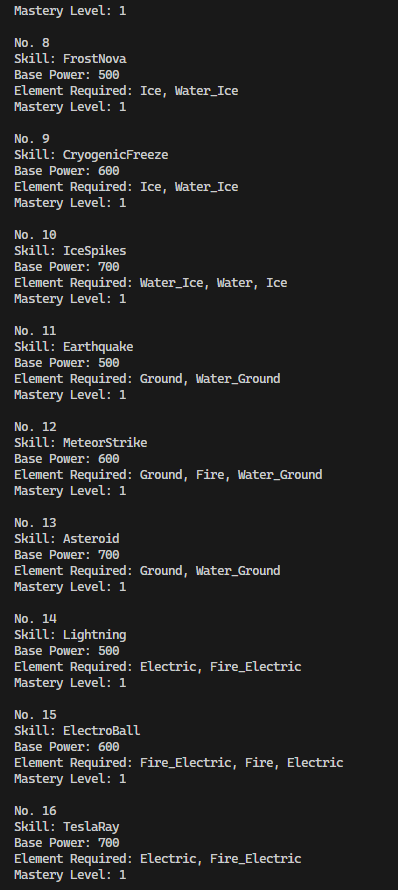 Mastery Level: 1
No. 8
Skill: FrostNova
Base Power: 500
Element Required: Ice, Water_Ice
Mastery Level: 1
No. 9
Skill: CryogenicFreeze
Base Power: 600
Element Required: Ice, Water_Ice
Mastery Level: 1
No. 10
Skill: IceSpikes
Base Power: 700
Element Required: Water_Ice, Water, Ice
Mastery Level: 1
No. 11
Skill: Earthquake
Base Power: 500
Element Required: Ground, Water_Ground
Mastery Level: 1
No. 12
Skill: MeteorStrike
Base Power: 600
Element Required: Ground, Fire, Water_Ground
Mastery Level: 1
No. 13
Skill: Asteroid
Base Power: 700
Element Required: Ground, Water_Ground
Mastery Level: 1
No. 14
Skill: Lightning
Base Power: 500
Element Required: Electric, Fire_Electric
Mastery Level: 1
No. 15
Skill: ElectroBall
Base Power: 600
Element Required: Fire_Electric, Fire, Electric
Mastery Level: 1
No. 16
Skill: TeslaRay
Base Power: 700
Element Required: Electric, Fire_Electric
Mastery Level: 1